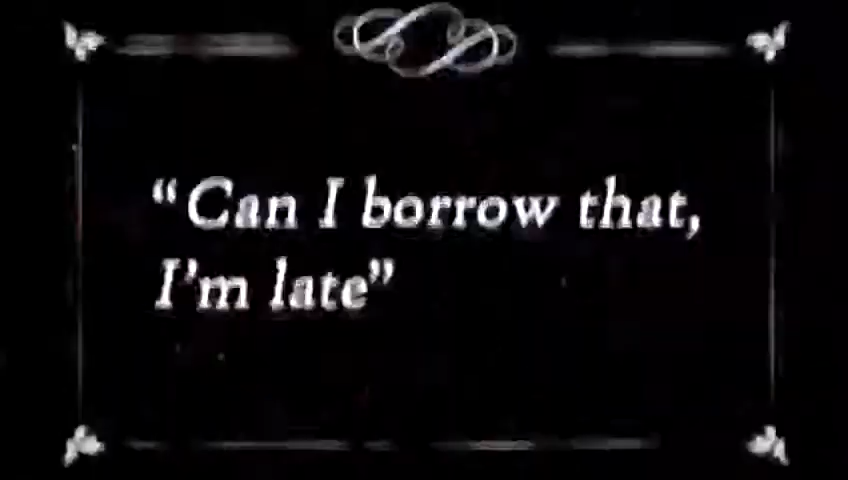 “Can I borrow that,
I’m late”